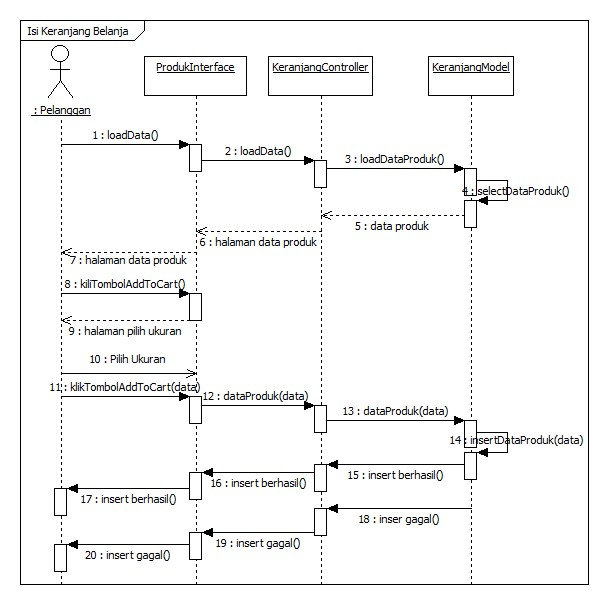 Isi Keranjang Belanja
ProdukInterface
KeranjangController
KeranjangModel
: Pelanggan
1 : loadData()
2 : loadData()
3 : loadDataProduk()
4 : selectDataProduk()
5 : data produk
6 : halaman data produk
7 : halaman data produk
8 : kiliTombolAddToCart()
9 : halaman pilih ukuran
10 : Pilih Ukuran
11 : klikTombolAddToCart(data)
12 : dataProduk(data)
13 : dataProduk(data)
14 : insertDataProduk(data)
15 : insert berhasil()
16 : insert berhasil()
17 : insert berhasil()
18 : inser gagal()
19 : insert gagal()
20 : insert gagal()